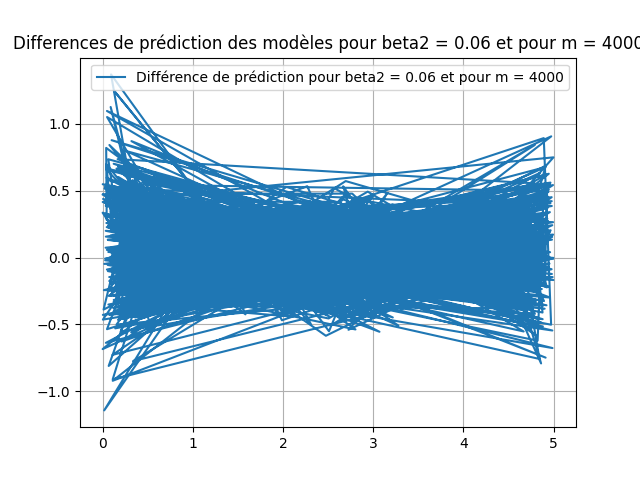 Differences de prédiction des modèles pour beta2 = 0.06 et pour m = 4000
Différence de prédiction pour beta2 = 0.06 et pour m = 4000
1.0
0.5
0.0
−0.5
−1.0
0 1 2 3 4 5